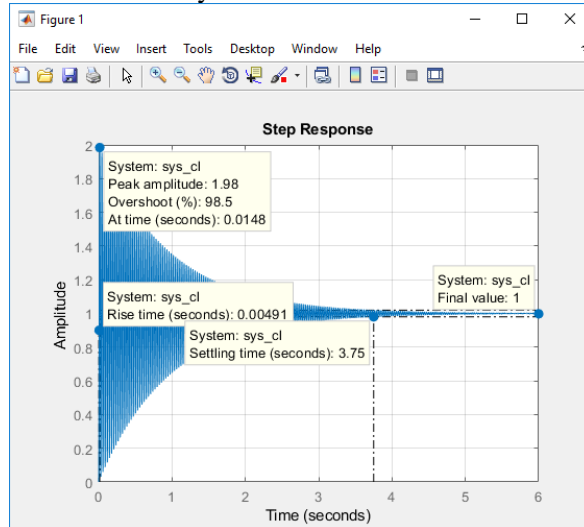 Figure 1
File Edit View Insert Tools Desktop Window Help
Step Response
2
System: sys_cl
Peak amplitude: 1.98
Overshoot (%): 98.5
At time (seconds): 0.0148
1.8
1.6
1.4
1.2
System: sys_cl
Final value: 1
System: sys_cl
Rise time (seconds): 0.00491
1
System: sys_cl
Settling time (seconds): 3.75
0.8
0.6
0.4
0.2
0
Amplitude
0 1 2 3 4 5 6
Time (seconds)